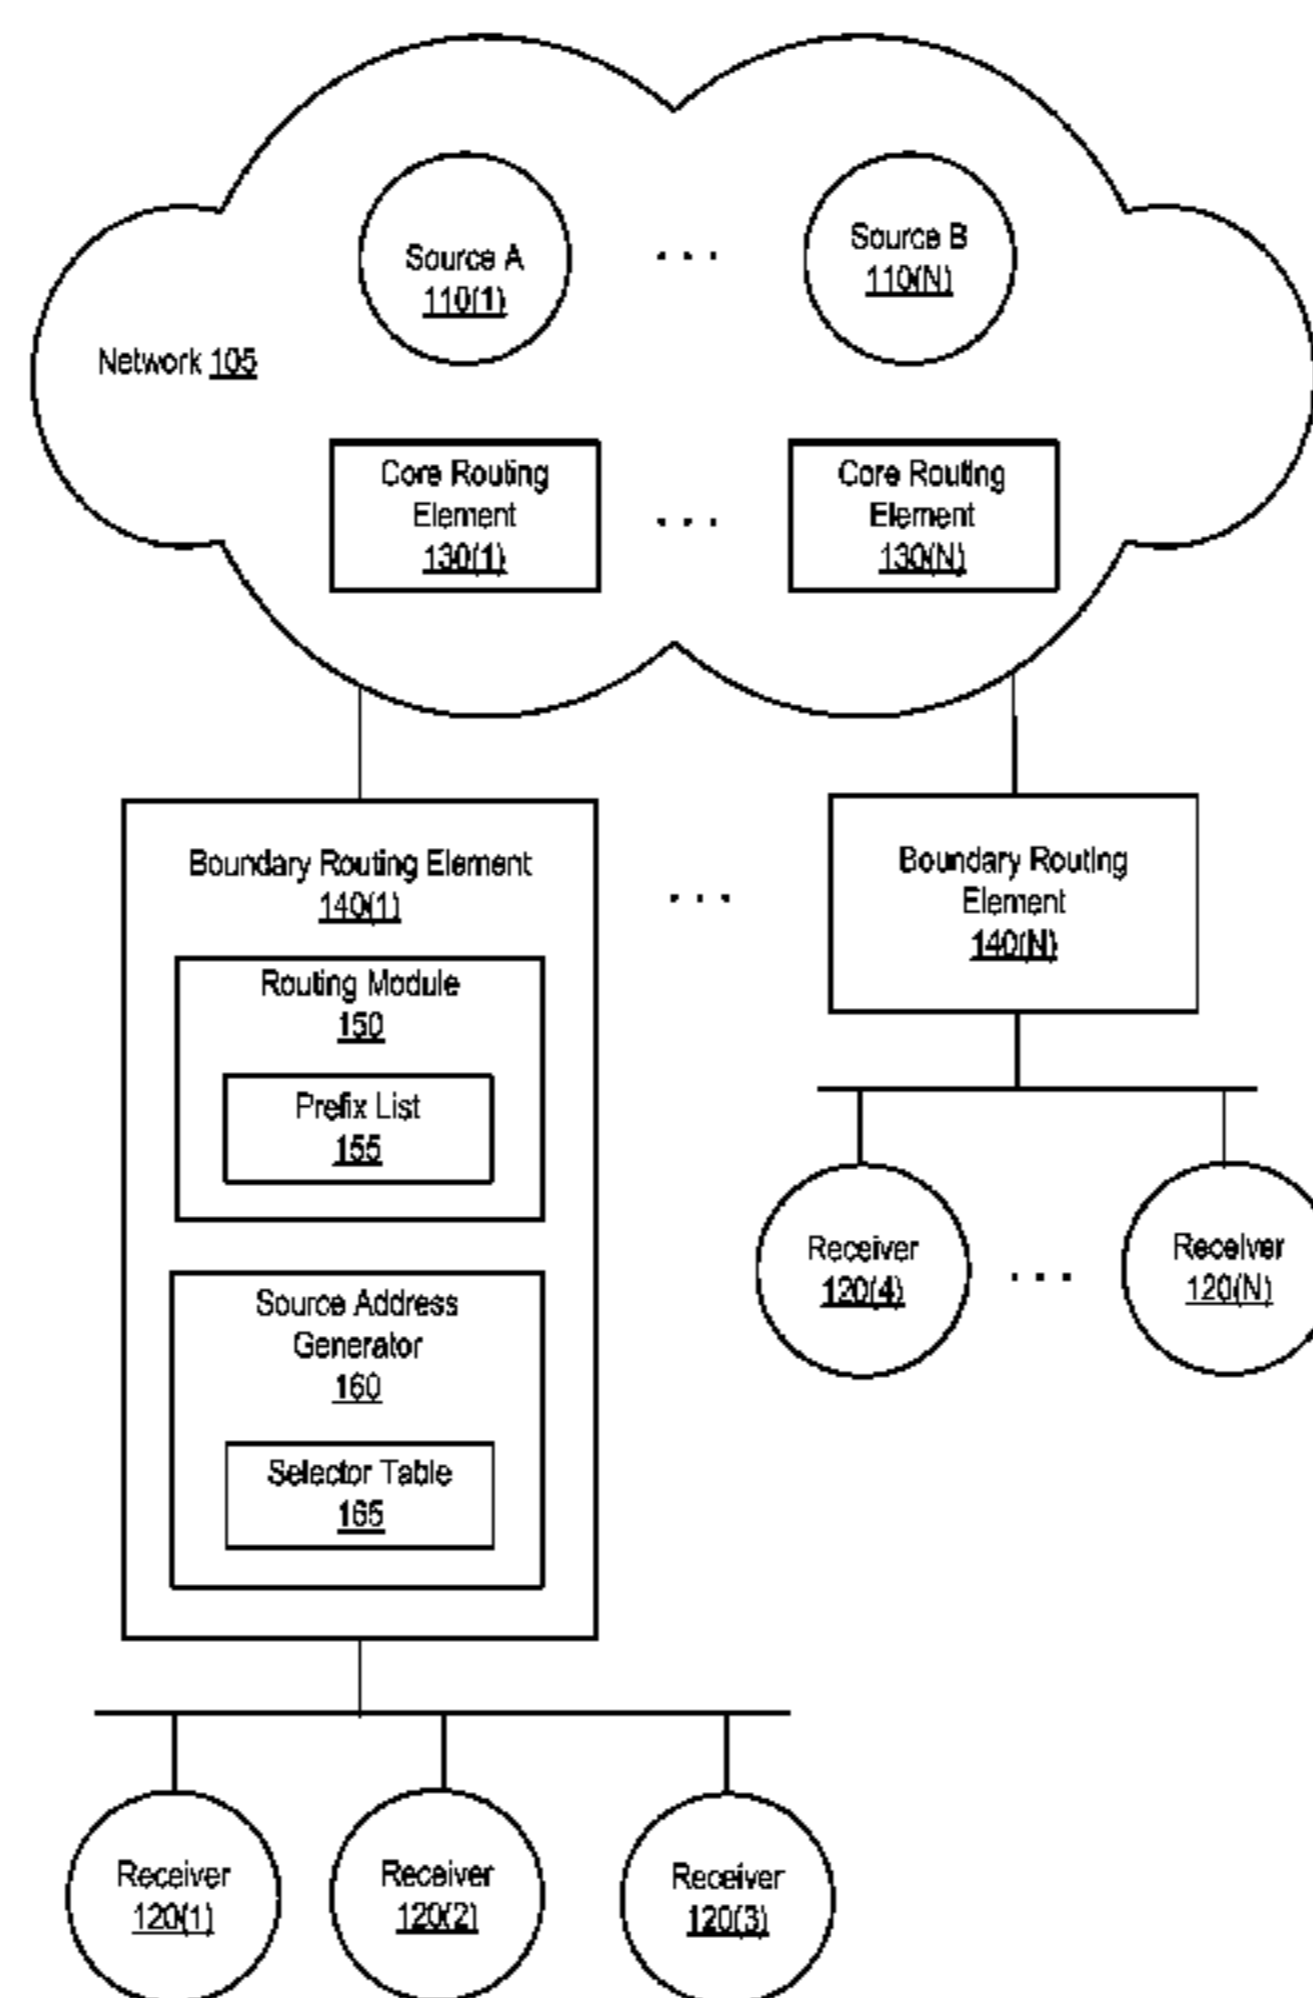 Source A
110(1)
. . .
Source B
110(N)
Network 105
Core Routing
Element
130(1)
. . .
Core Routing
Element
130(N)
Boundary Routing Element
140(1)
. . .
Boundary Routing
Element
140(N)
Routing Module
150
Prefix List
155
Source Address
Generator
160
Selector Table
165
Receiver
120(4)
. . .
Receiver
120(N)
Receiver
120(1)
Receiver
120(2)
Receiver
120(3)